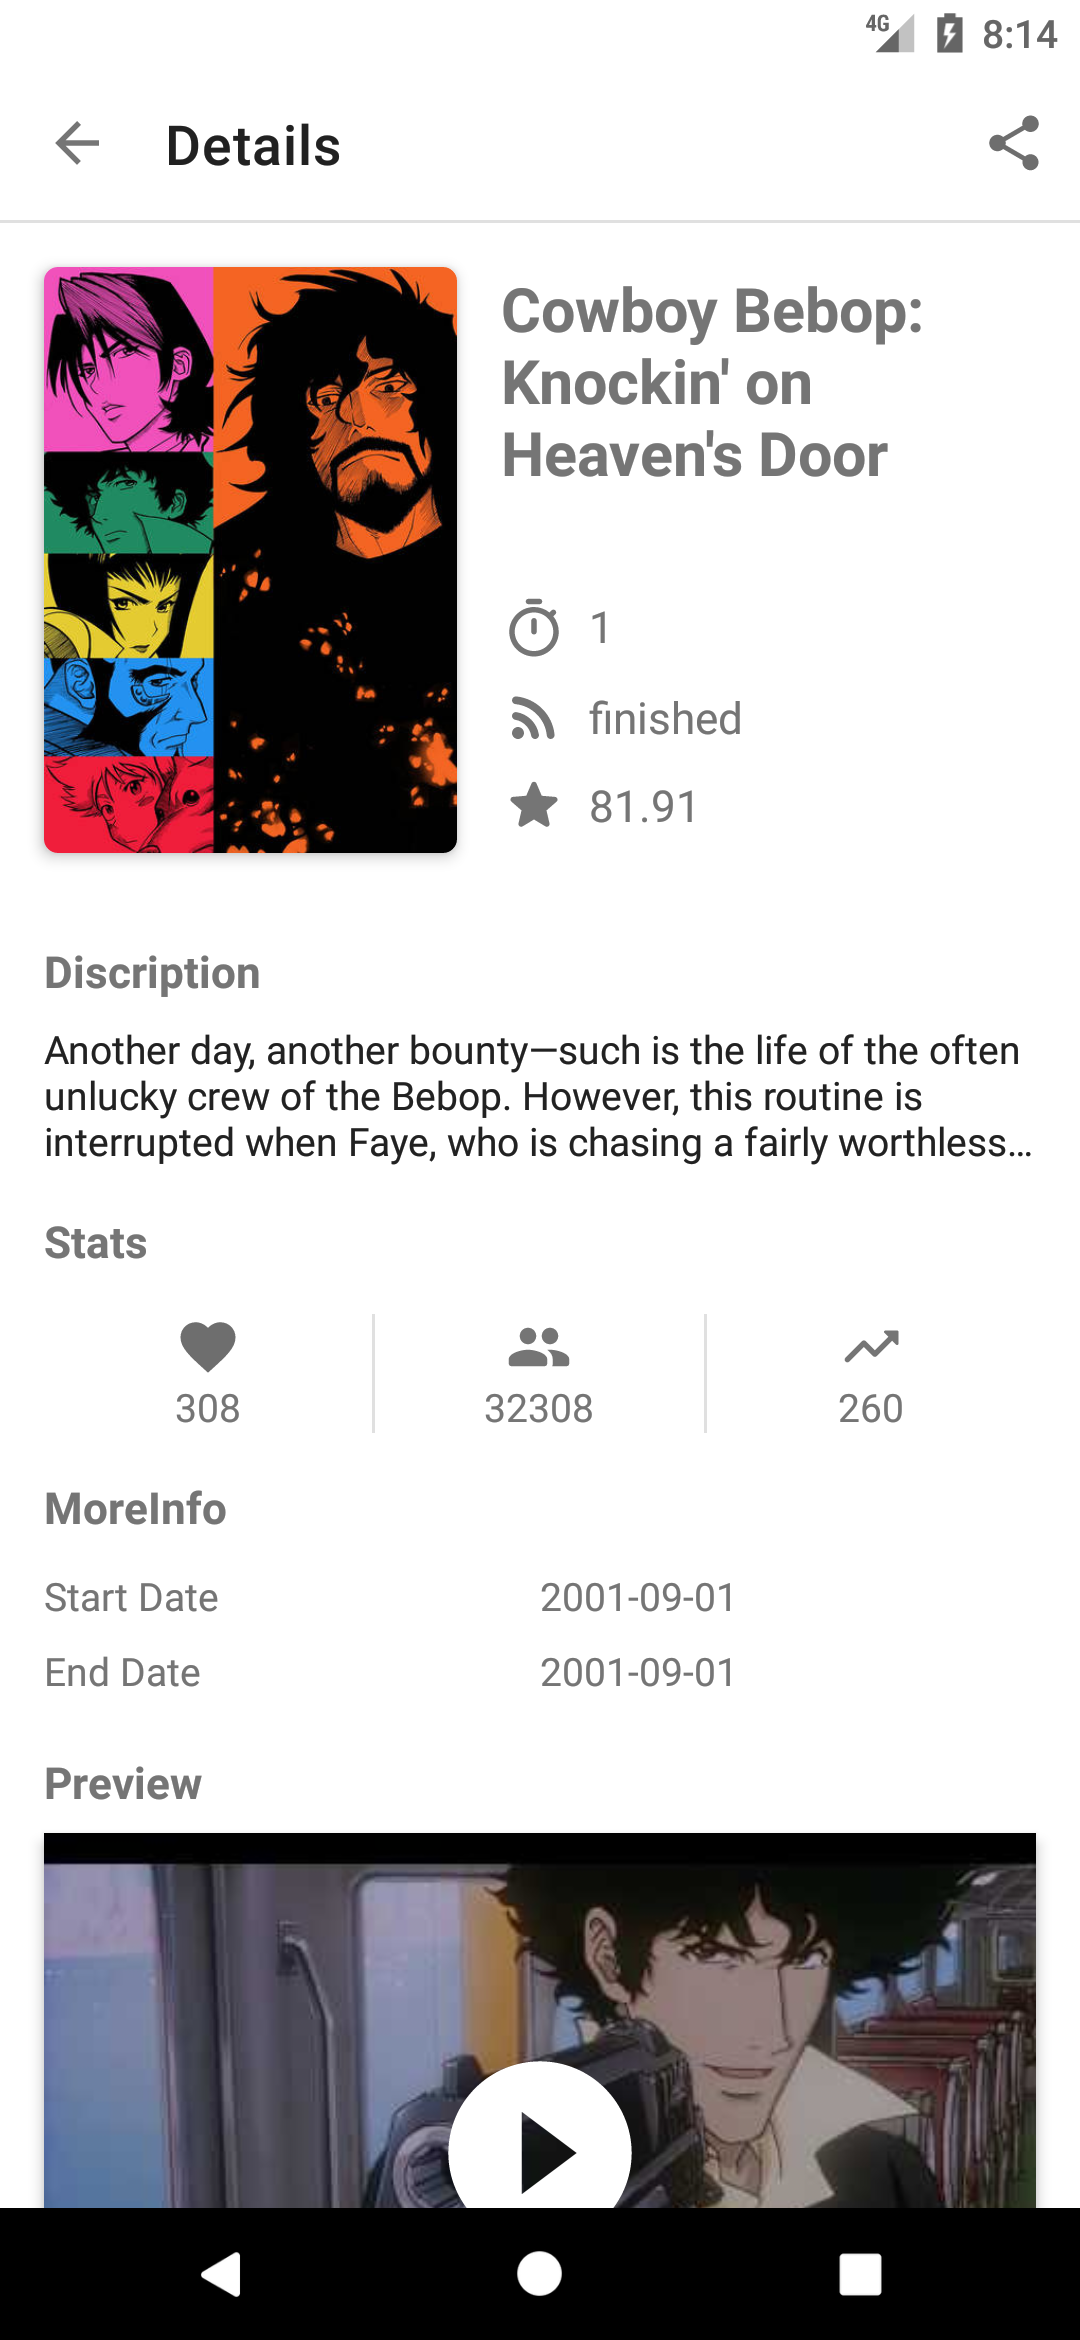 4G 8:14
Details
Cowboy Bebop:
Knockin' on
Heaven's Door
1
finished
81.91
Discription
Another day, another bounty—such is the life of the often
unlucky crew of the Bebop. However, this routine is
interrupted when Faye, who is chasing a fairly worthless...
Stats
308
32308
260
MoreInfo
Start Date 2001-09-01
End Date 2001-09-01
Preview